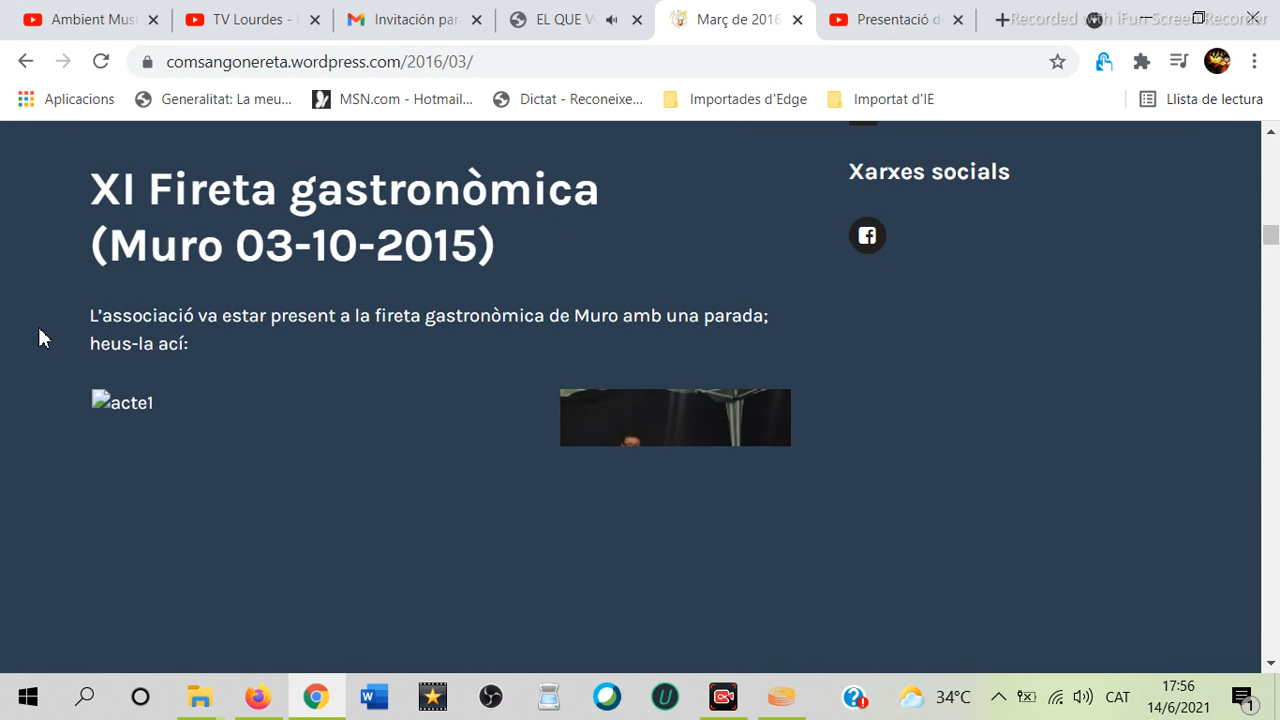 Ambient Musi
TV Lourdes -
Invitación par
EL QUE V
Març de 2016
Presentació d
Recorded with iFun Screen Recorder
comsangonereta.wordpress.com/2016/03/
Aplicacions
Generalitat: La meu...
MSN.com - Hotmai...
Dictat - Reconeixe...
Importades d'Edge
Importat d'IE
Llista de lectura
XI Fireta gastronòmica
(Muro 03-10-2015)
L'associació va estar present a la fireta gastronòmica de Muro amb una parada;
heus-la ací:
acte1
Xarxes socials
34°C
CAT
17:56
14/6/2021
1